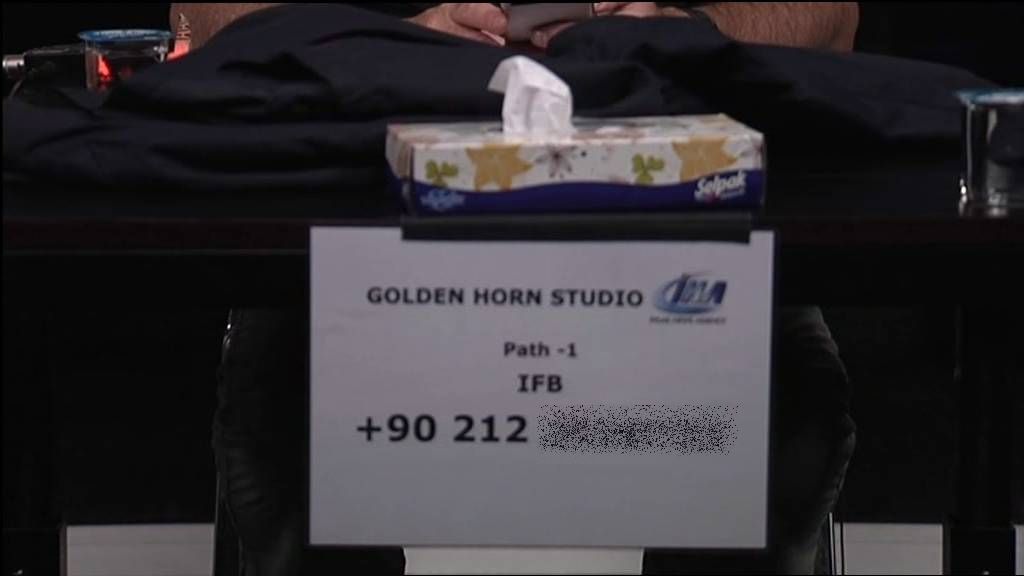 Selpak
GOLDEN HORN STUDIO
Path -1
IFB
+90 212